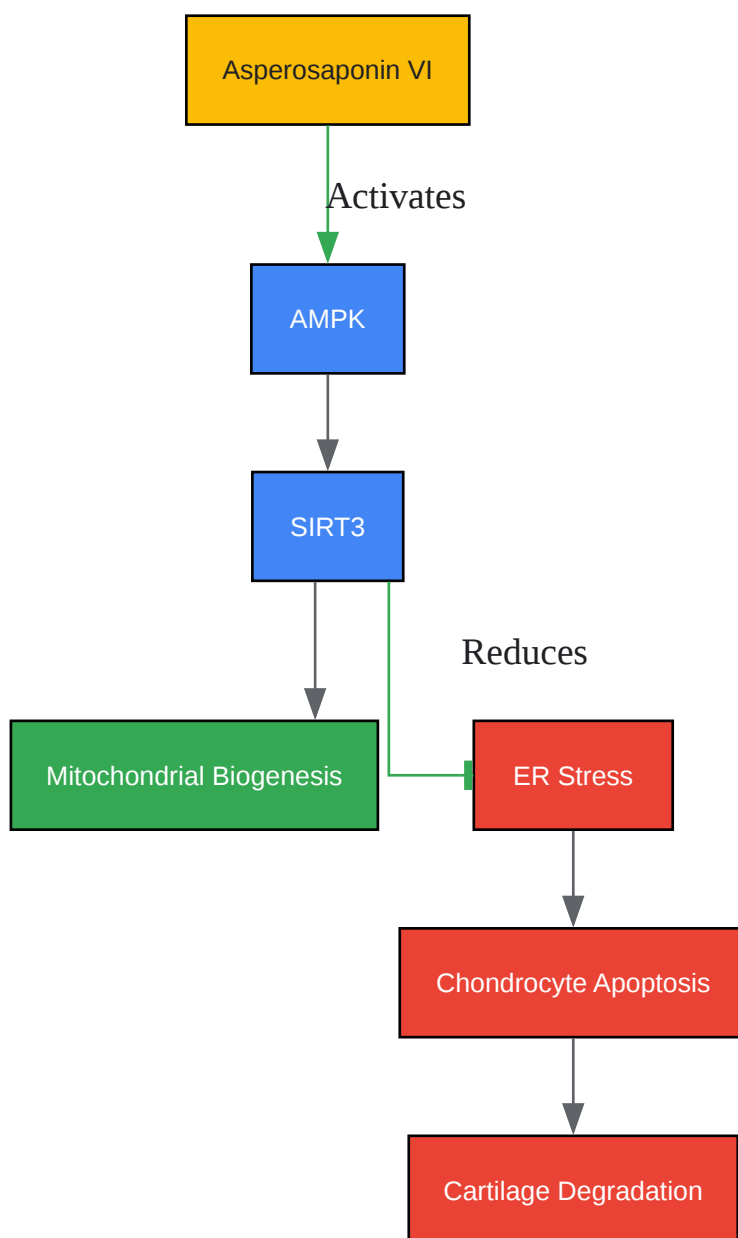 Asperosaponin VI
Activates
AMPK
SIRT3
Reduces
Mitochondrial Biogenesis
ER Stress
Chondrocyte Apoptosis
Cartilage Degradation